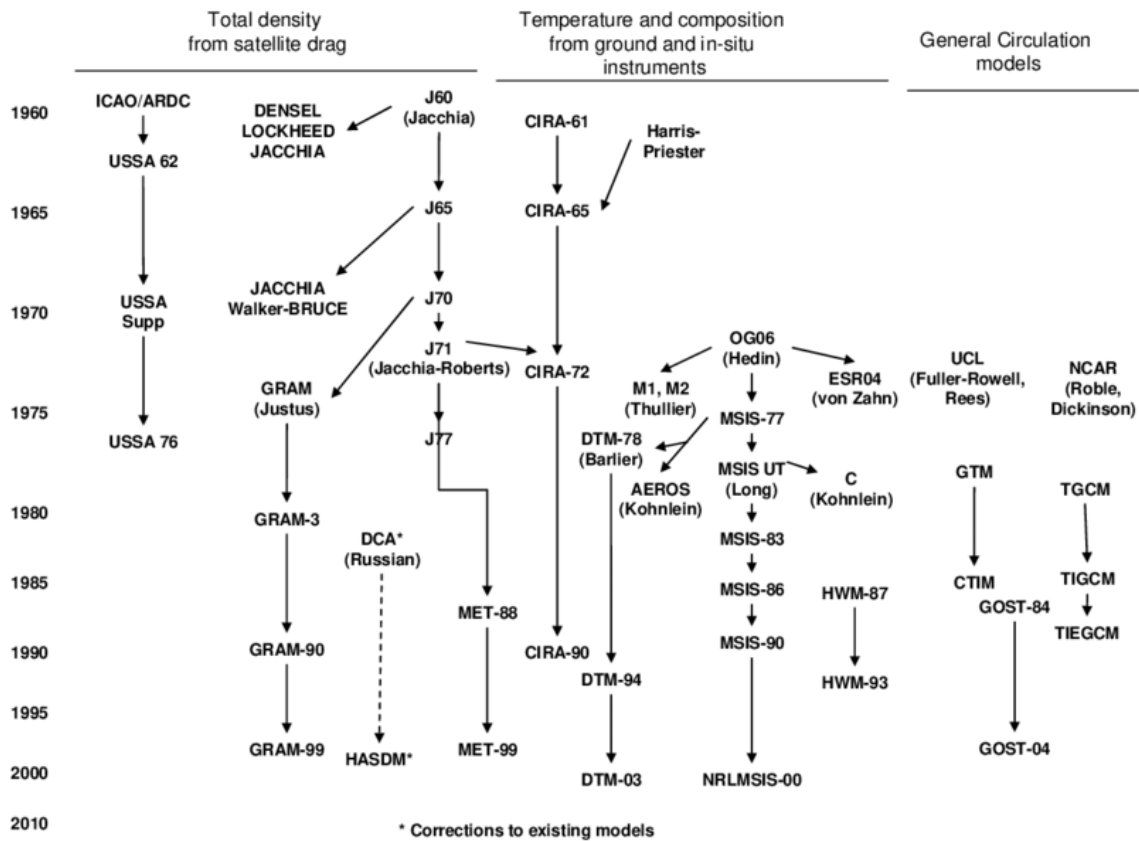 Total density
from satellite drag
Temperature and composition
from ground and in-situ
instruments
General Circulation
models
1960
1965
1970
1975
1980
1985
1990
1995
2000
2010
ICAO/ARDC
USSA 62
USSA
Supp
USSA 76
DENSEL
LOCKHEED
JACCHIA
JACCHIA
Walker-BRUCE
GRAM
(Justus)
GRAM-3
GRAM-90
GRAM-99
DCA*
(Russian)
HASDM*
J60
(Jacchia)
J65
J70
J71
(Jacchia-Roberts)
J77
MET-88
MET-99
CIRA-61
CIRA-65
CIRA-72
CIRA-90
Harris-
Priester
OG06
(Hedin)
M1, M2
(Thullier)
ESR04
(von Zahn)
DTM-78
(Barlier)
AEROS
(Kohnlein)
DTM-94
DTM-03
MSIS-77
MSIS UT
(Long)
C
(Kohnlein)
MSIS-83
MSIS-86
MSIS-90
NRLMSIS-00
HWM-87
HWM-93
UCL
(Fuller-Rowell,
Rees)
GTM
CTIM
GOST-84
GOST-04
NCAR
(Roble,
Dickinson)
TGCM
TIGCM
TIEGCM
* Corrections to existing models